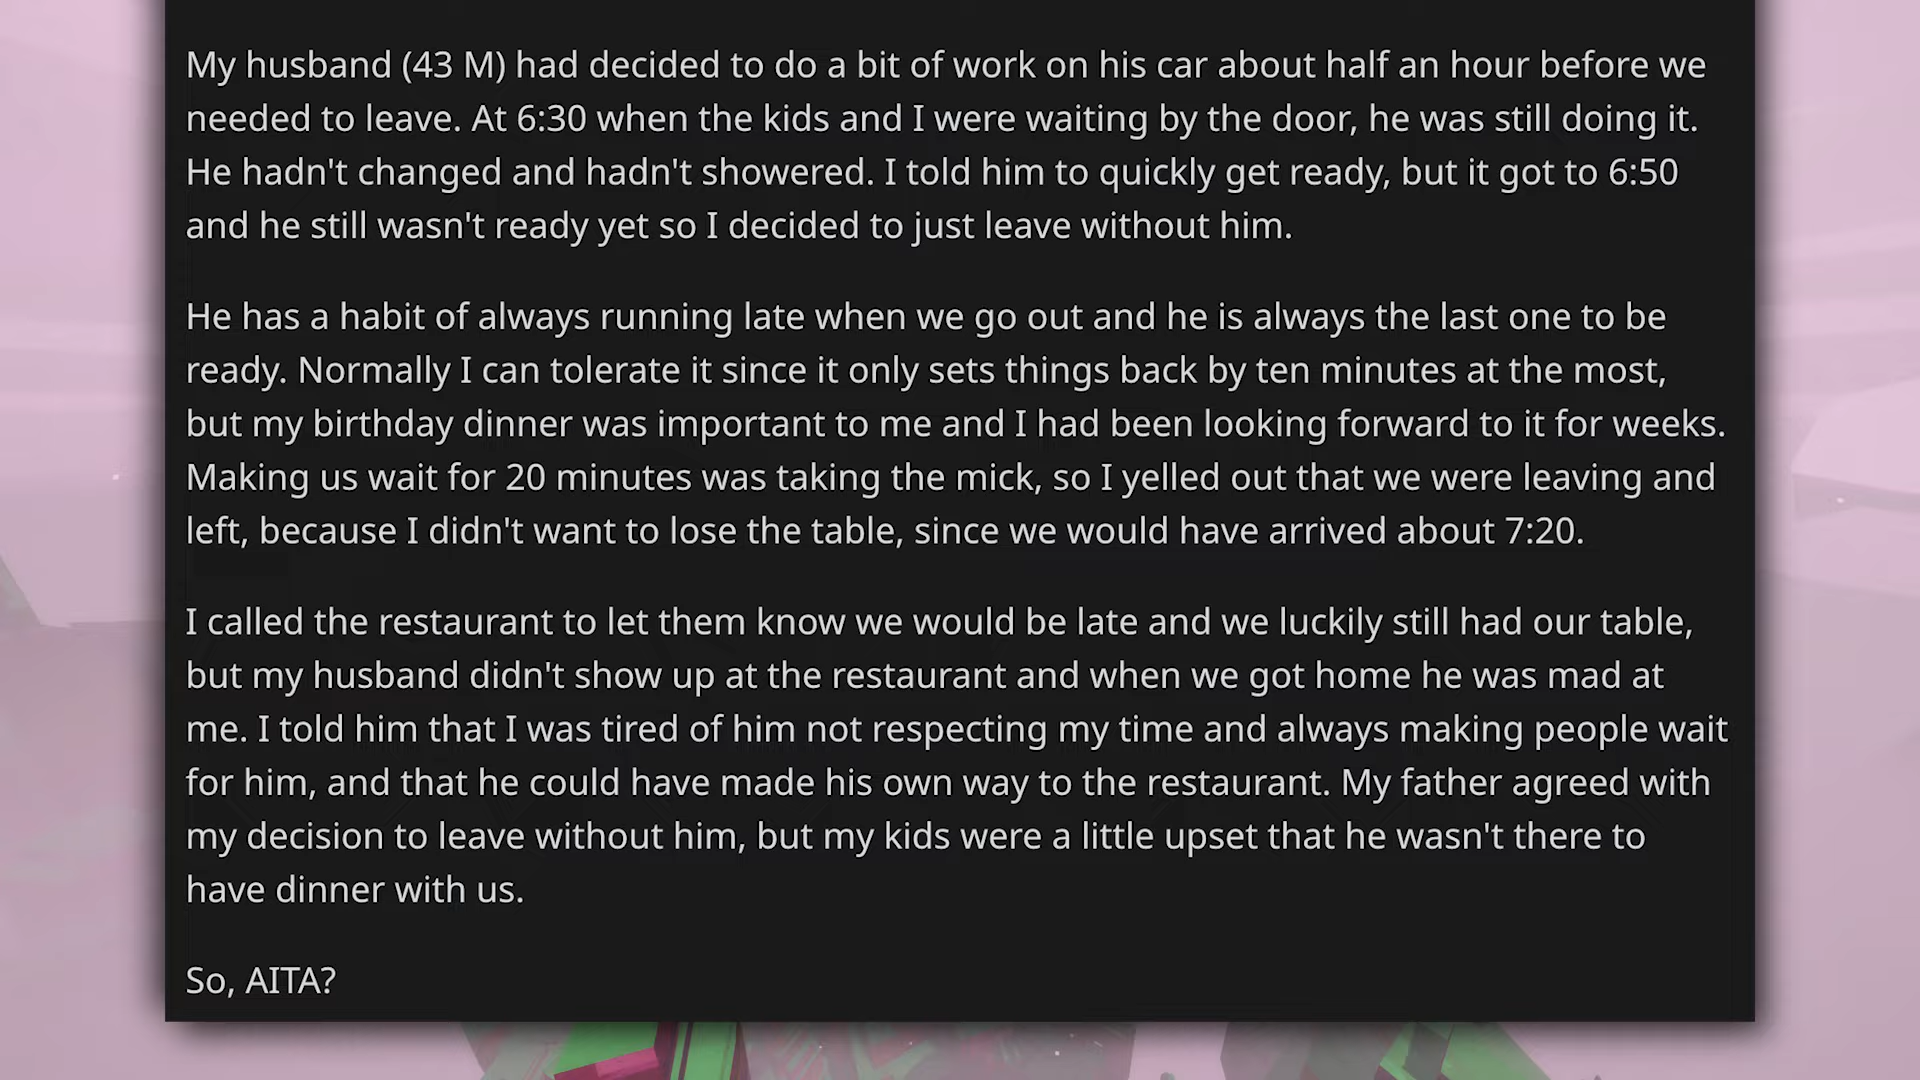 My husband (43 M) had decided to do a bit of work on his car about half an hour before we
needed to leave. At 6:30 when the kids and I were waiting by the door, he was still doing it.
He hadn't changed and hadn't showered. I told him to quickly get ready, but it got to 6:50
and he still wasn't ready yet so I decided to just leave without him.
He has a habit of always running late when we go out and he is always the last one to be
ready. Normally I can tolerate it since it only sets things back by ten minutes at the most,
but my birthday dinner was important to me and I had been looking forward to it for weeks.
Making us wait for 20 minutes was taking the mick, so I yelled out that we were leaving and
left, because I didn't want to lose the table, since we would have arrived about 7:20.
I called the restaurant to let them know we would be late and we luckily still had our table,
but my husband didn't show up at the restaurant and when we got home he was mad at
me. I told him that I was tired of him not respecting my time and always making people wait
for him, and that he could have made his own way to the restaurant. My father agreed with
my decision to leave without him, but my kids were a little upset that he wasn't there to
have dinner with us.
So, AITA?